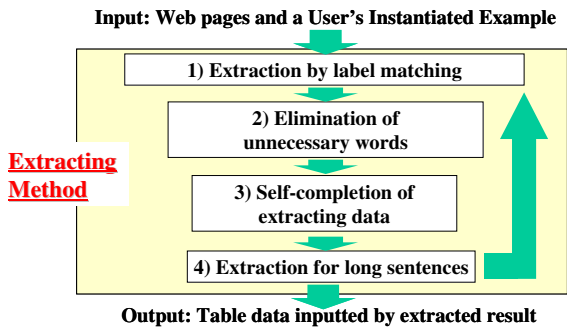 Input: Web pages and a User's Instantiated Example
1) Extraction by label matching
2) Elimination of
unnecessary words
Extracting
Method
3) Self-completion of
extracting data
4) Extraction for long sentences
Output: Table data inputted by extracted result